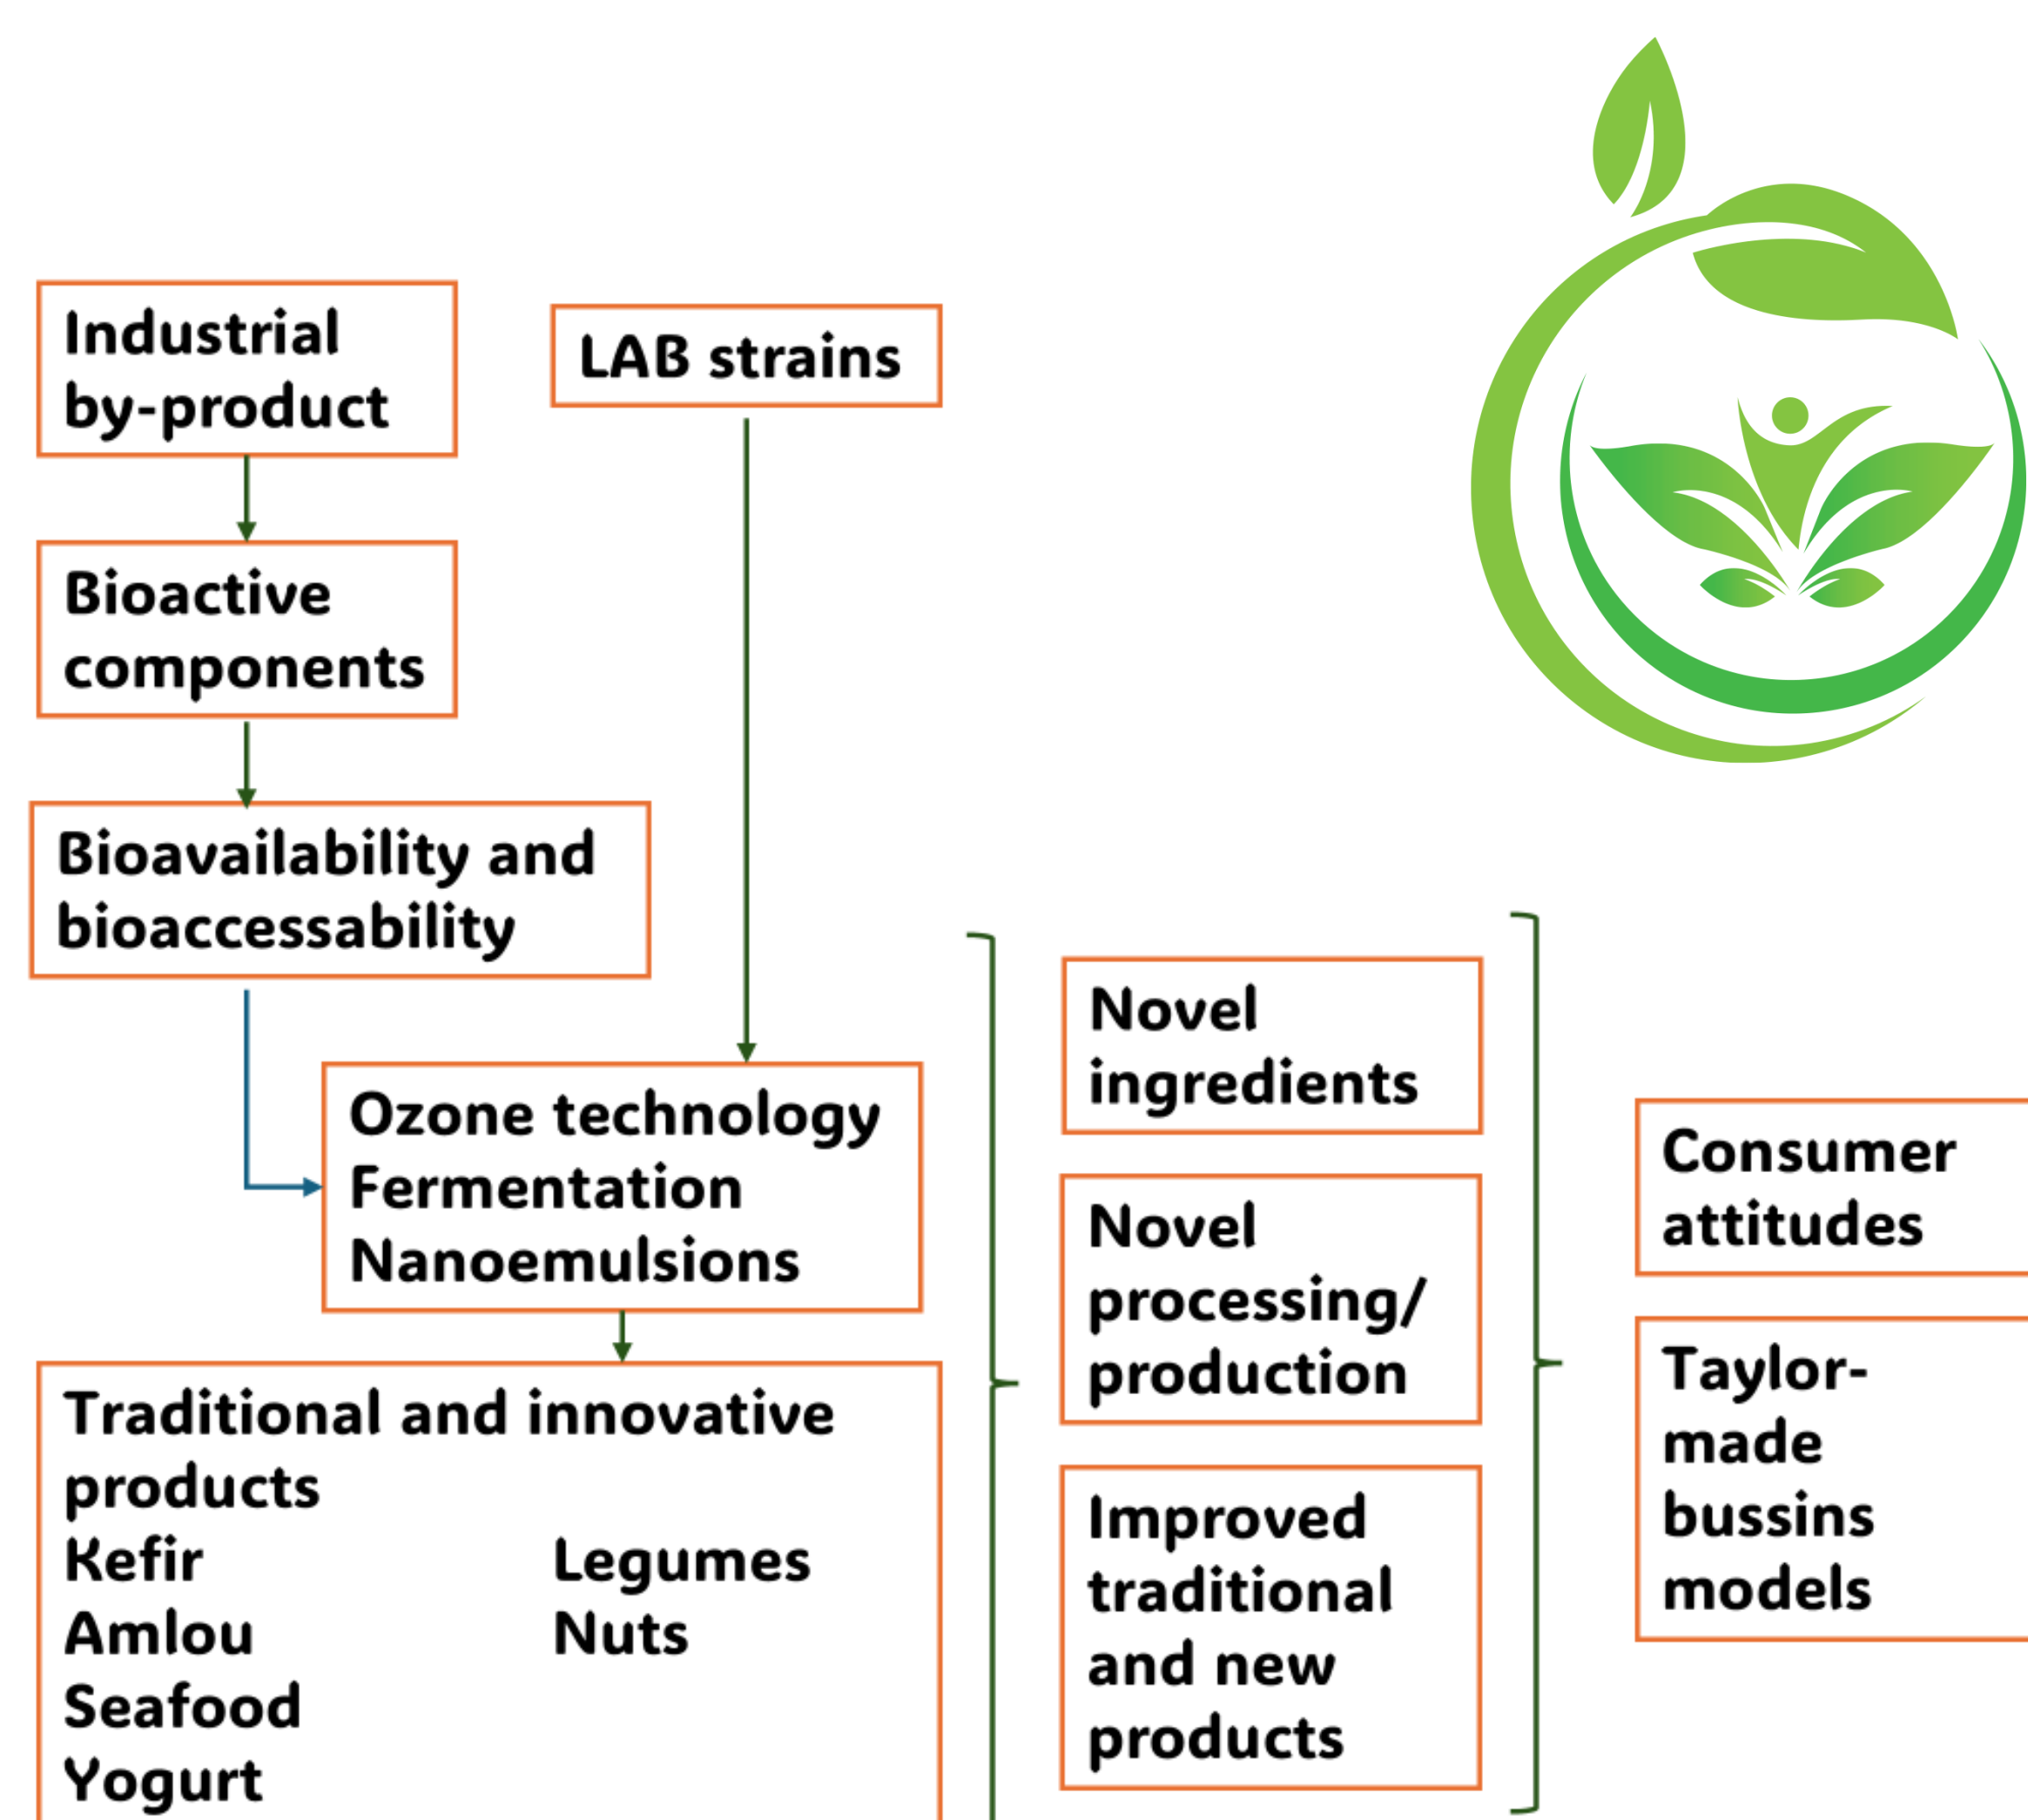 Industrial
by-product
LAB strains
Bioactive
components
Bioavailability and
bioaccessability
Ozone technology
Fermentation
Nanoemulsions
Traditional and innovative
products
Kefir
Legumes
Amlou
Nuts
Seafood
Yogurt
Novel
ingredients
Novel
processing/
production
Improved
traditional
and new
products
Consumer
attitudes
Taylor-
made
bussins
models